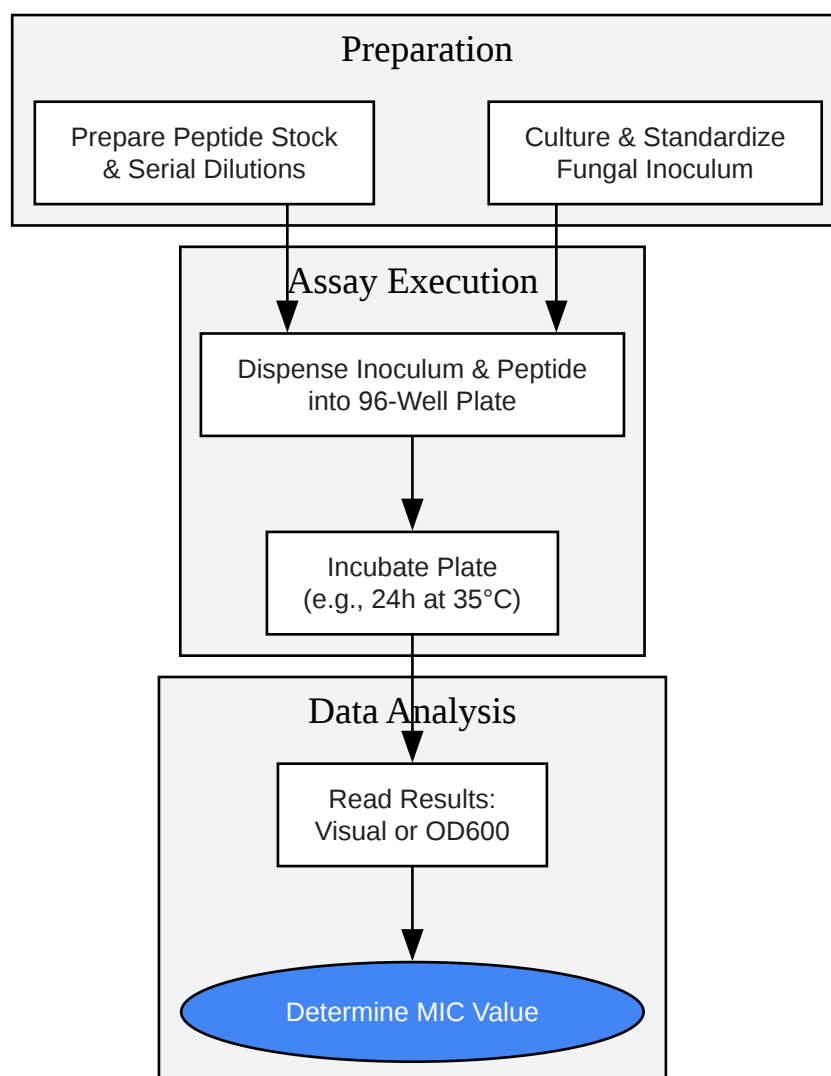 Preparation
Prepare Peptide Stock
& Serial Dilutions
Culture & Standardize
Fungal Inoculum
Assay Execution
Dispense Inoculum & Peptide
into 96-Well Plate
Incubate Plate
(e.g., 24h at 35°C)
Data Analysis
Read Results:
Visual or OD600
Determine MIC Value